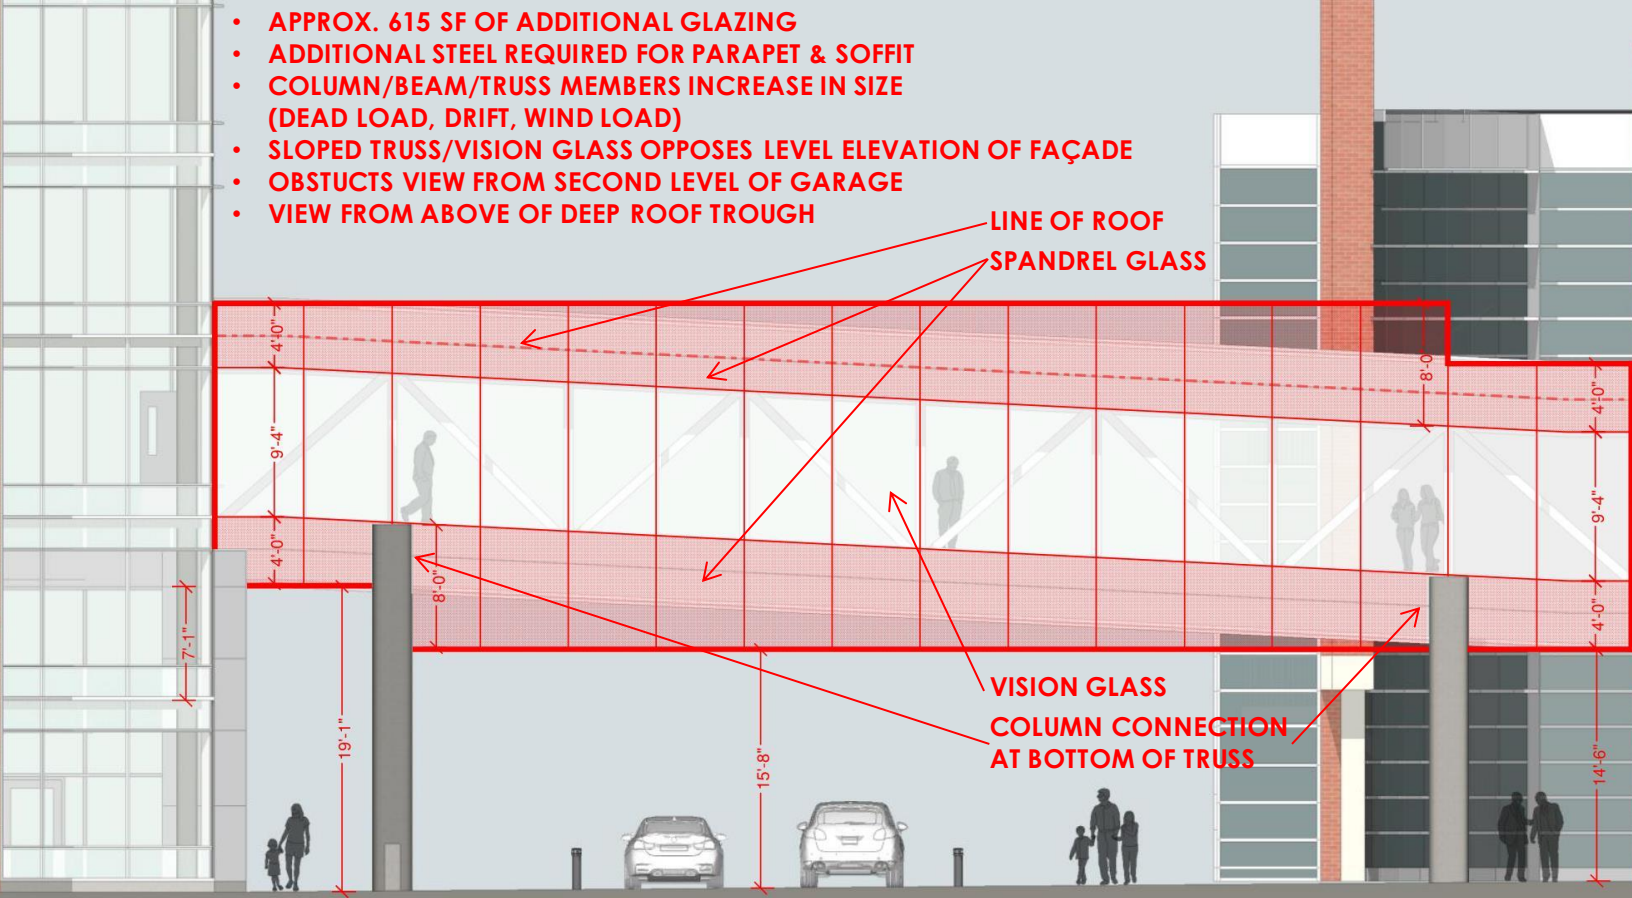 • APPROX. 615 SF OF ADDITIONAL GLAZING
• ADDITIONAL STEEL REQUIRED FOR PARAPET & SOFFIT
• COLUMN/BEAM/TRUSS MEMBERS INCREASE IN SIZE
(DEAD LOAD, DRIFT, WIND LOAD)
• SLOPED TRUSS/VISION GLASS OPPOSES LEVEL ELEVATION OF FAÇADE
• OBSTUCTS VIEW FROM SECOND LEVEL OF GARAGE
• VIEW FROM ABOVE OF DEEP ROOF TROUGH
LINE OF ROOF
SPANDREL GLASS
4'-0"
8'-0"
4'-0"
9'-4"
9'-4"
4'-0"
8'-0"
4'-0"
7'-1"
19'-1"
15'-8"
14'-6"
VISION GLASS
COLUMN CONNECTION
AT BOTTOM OF TRUSS